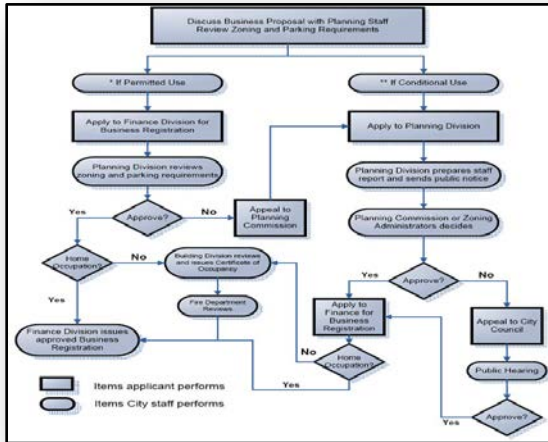 Discuss Business Proposal with Planning Staff
Review Zoning and Parking Requirements
* If Permitted Use
** If Conditional Use
Apply to Finance Division for
Business Registration
Apply to Planning Division
Planning Division reviews
zoning and parking requirements
Planning Division prepares staff
report and sends public notice
Approve?
Yes
No
Appeal to
Planning
Commission
Planning Commission or Zoning
Administrators decides
Home
Occupation?
No
Yes
Building Division reviews
and issues Certificate of
Occupancy
Fire Department
Reviews
Finance Division issues
approved Business
Registration
Approve?
Yes
No
Apply to
Finance for
Business
Registration
Appeal to City
Council
Home
Occupation?
No
Yes
Public Hearing
Approve?
Yes
Items applicant performs
Items City staff performs